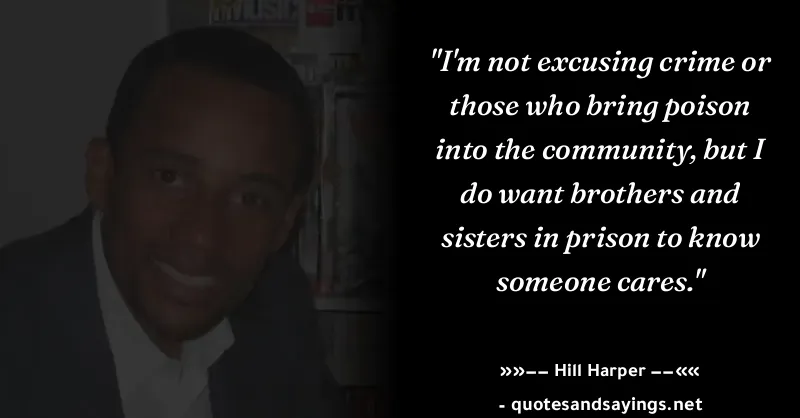 MUSIC
"I'm not excusing crime or
those who bring poison
into the community, but I
do want brothers and
sisters in prison to know
someone cares."
»»—– Hill Harper —–««
- quotesandsayings.net